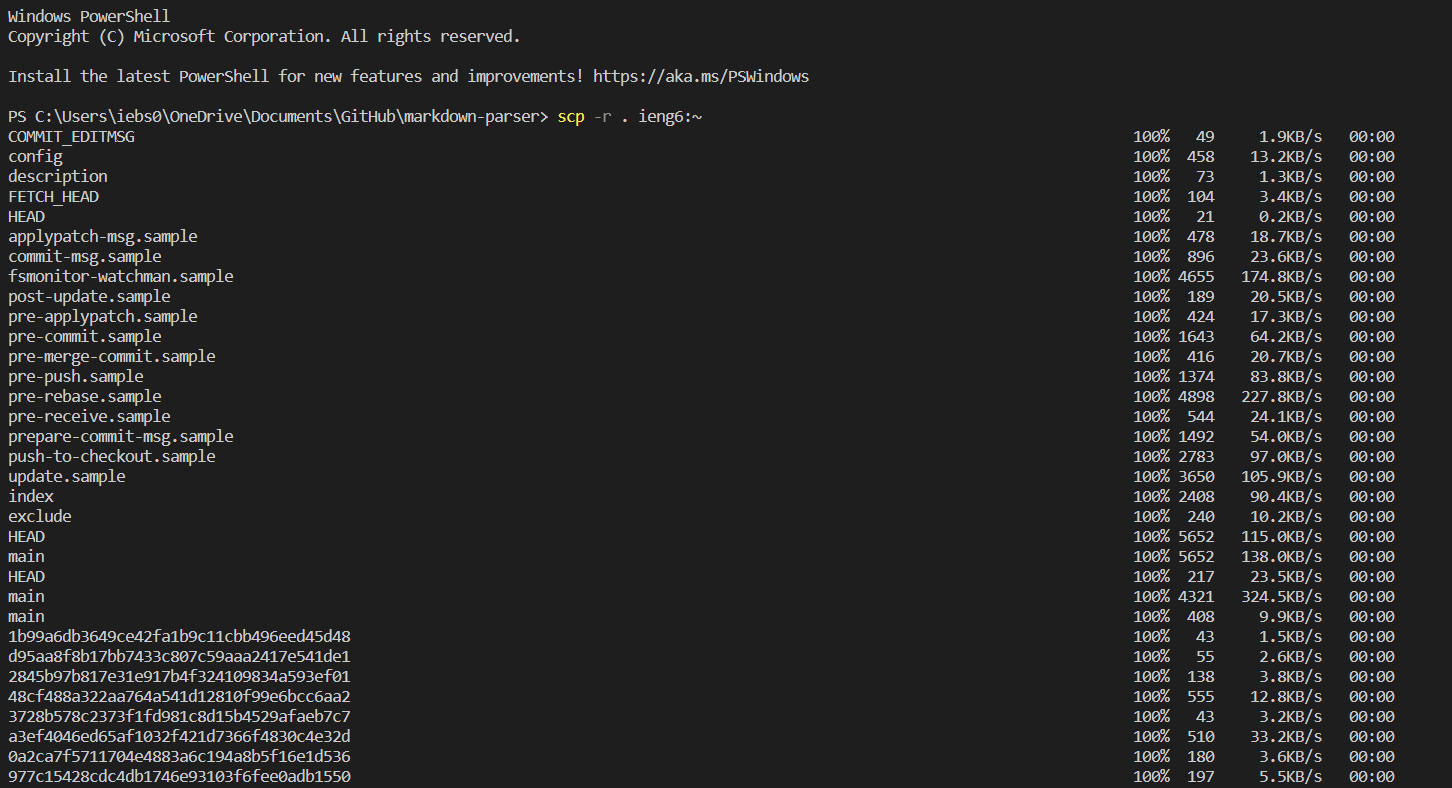 Windows PowerShell
Copyright (C) Microsoft Corporation. All rights reserved.
Install the latest PowerShell for new features and improvements! https://aka.ms/PSWindows
PS C:\Users\iebs0\OneDrive\Documents\GitHub\markdown-parser> scp -r . ieng6:~
COMMIT_EDITMSG 100% 49 1.9KB/s 00:00
config 100% 458 13.2KB/s 00:00
description 100% 73 1.3KB/s 00:00
FETCH_HEAD 100% 104 3.4KB/s 00:00
HEAD 100% 21 0.2KB/s 00:00
applypatch-msg.sample 100% 478 18.7KB/s 00:00
commit-msg.sample 100% 896 23.6KB/s 00:00
fsmonitor-watchman.sample 100% 4655 174.8KB/s 00:00
post-update.sample 100% 189 20.5KB/s 00:00
pre-applypatch.sample 100% 424 17.3KB/s 00:00
pre-commit.sample 100% 1643 64.2KB/s 00:00
pre-merge-commit.sample 100% 416 20.7KB/s 00:00
pre-push.sample 100% 1374 83.8KB/s 00:00
pre-rebase.sample 100% 4898 227.8KB/s 00:00
pre-receive.sample 100% 544 24.1KB/s 00:00
prepare-commit-msg.sample 100% 1492 54.0KB/s 00:00
push-to-checkout.sample 100% 2783 97.0KB/s 00:00
update.sample 100% 3650 105.9KB/s 00:00
index 100% 2408 90.4KB/s 00:00
exclude 100% 240 10.2KB/s 00:00
HEAD 100% 5652 115.0KB/s 00:00
main 100% 5652 138.0KB/s 00:00
HEAD 100% 217 23.5KB/s 00:00
main 100% 4321 324.5KB/s 00:00
main 100% 408 9.9KB/s 00:00
1b99a6db3649ce42fa1b9c11cbb496eed45d48 100% 43 1.5KB/s 00:00
d95aa8f8b17bb7433c807c59aaa2417e541de1 100% 55 2.6KB/s 00:00
2845b97b817e31e917b4f324109834a593ef01 100% 138 3.8KB/s 00:00
48cf488a322aa764a541d12810f99e6bcc6aa2 100% 555 12.8KB/s 00:00
3728b578c2373f1fd981c8d15b4529afaeb7c7 100% 43 3.2KB/s 00:00
a3ef4046ed65af1032f421d7366f4830c4e32d 100% 510 33.2KB/s 00:00
0a2ca7f5711704e4883a6c194a8b5f16e1d536 100% 180 3.6KB/s 00:00
977c15428cdc4db1746e93103f6fee0adb1550 100% 197 5.5KB/s 00:00